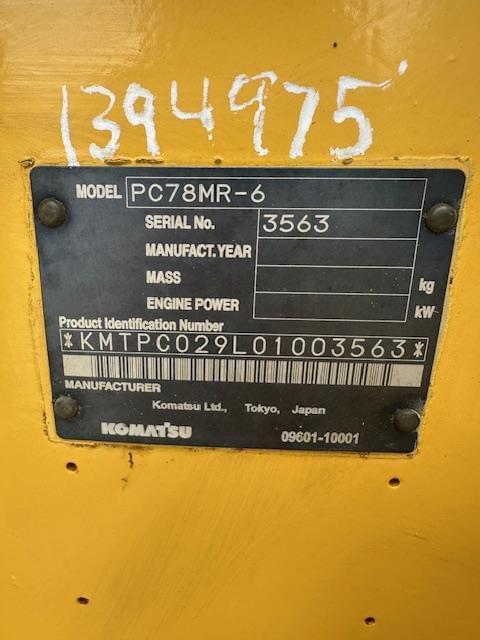 1394975
MODEL PC78MR-6
SERIAL No. 3563
MANUFACT.YEAR
MASS kg
ENGINE POWER kW
Product Identification Number
*KMTPC029L01003563*
MANUFACTURER
Komatsu Ltd., Tokyo, Japan
KOMATSU 09601-10001